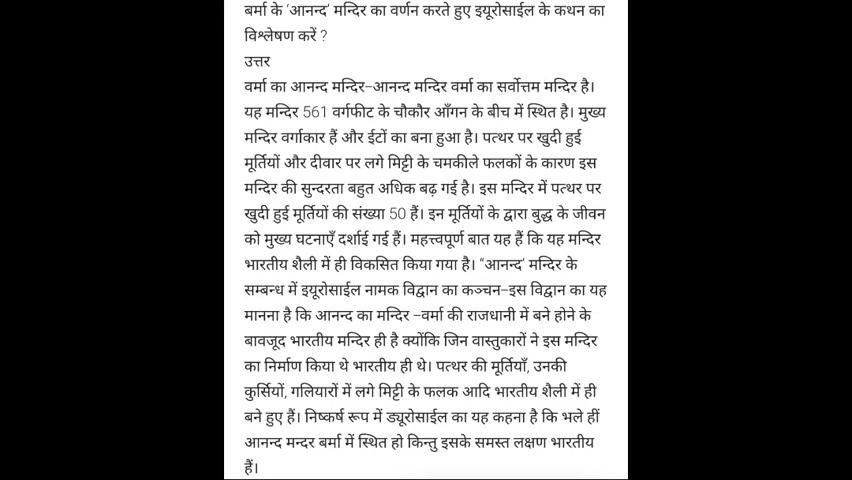 बर्मा के ‘आनन्द’ मन्दिर का वर्णन करते हुए इयूरोसाईल के कथन का
विश्लेषण करें ?
उत्तर
वर्मा का आनन्द मन्दिर–आनन्द मन्दिर वर्मा का सर्वोत्तम मन्दिर है।
यह मन्दिर 561 वर्गफीट के चौकौर आँगन के बीच में स्थित है। मुख्य
मन्दिर वर्गाकार हैं और ईटों का बना हुआ है। पत्थर पर खुदी हुई
मूर्तियों और दीवार पर लगे मिट्टी के चमकीले फलकों के कारण इस
मन्दिर की सुन्दरता बहुत अधिक बढ़ गई है। इस मन्दिर में पत्थर पर
खुदी हुई मूर्तियों की संख्या 50 हैं। इन मूर्तियों के द्वारा बुद्ध के जीवन
को मुख्य घटनाएँ दर्शाई गई हैं। महत्त्वपूर्ण बात यह हैं कि यह मन्दिर
भारतीय शैली में ही विकसित किया गया है। “आनन्द’ मन्दिर के
सम्बन्ध में इयूरोसाईल नामक विद्वान का कञ्चन–इस विद्वान का यह
मानना है कि आनन्द का मन्दिर –वर्मा की राजधानी में बने होने के
बावजूद भारतीय मन्दिर ही है क्योंकि जिन वास्तुकारों ने इस मन्दिर
का निर्माण किया थे भारतीय ही थे। पत्थर की मूर्तियाँ, उनकी
कुर्सियों, गलियारों में लगे मिट्टी के फलक आदि भारतीय शैली में ही
बने हुए हैं। निष्कर्ष रूप में ड्यूरोसाईल का यह कहना है कि भले हीं
आनन्द मन्दर बर्मा में स्थित हो किन्तु इसके समस्त लक्षण भारतीय
हैं।